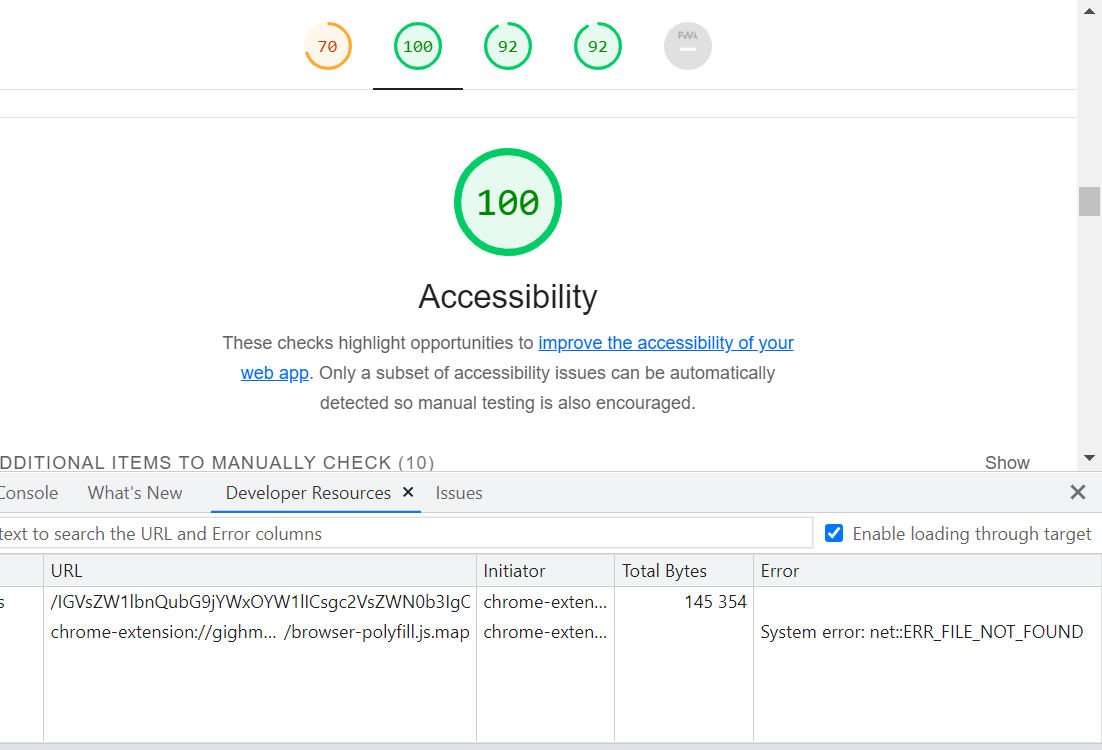 70 100 92 92 PWA
100
Accessibility
These checks highlight opportunities to improve the accessibility of your
web app. Only a subset of accessibility issues can be automatically
detected so manual testing is also encouraged.
DDITIONAL ITEMS TO MANUALLY CHECK (10) Show
Console What's New Developer Resources × Issues
text to search the URL and Error columns Enable loading through target
URL Initiator Total Bytes Error
s /IGVsZW1lbnQubG9jYWxOYW1lICsgc2VsZWN0b3IgC chrome-exten... 145 354
chrome-extension://gighm... /browser-polyfill.js.map chrome-exten... System error: net::ERR_FILE_NOT_FOUND